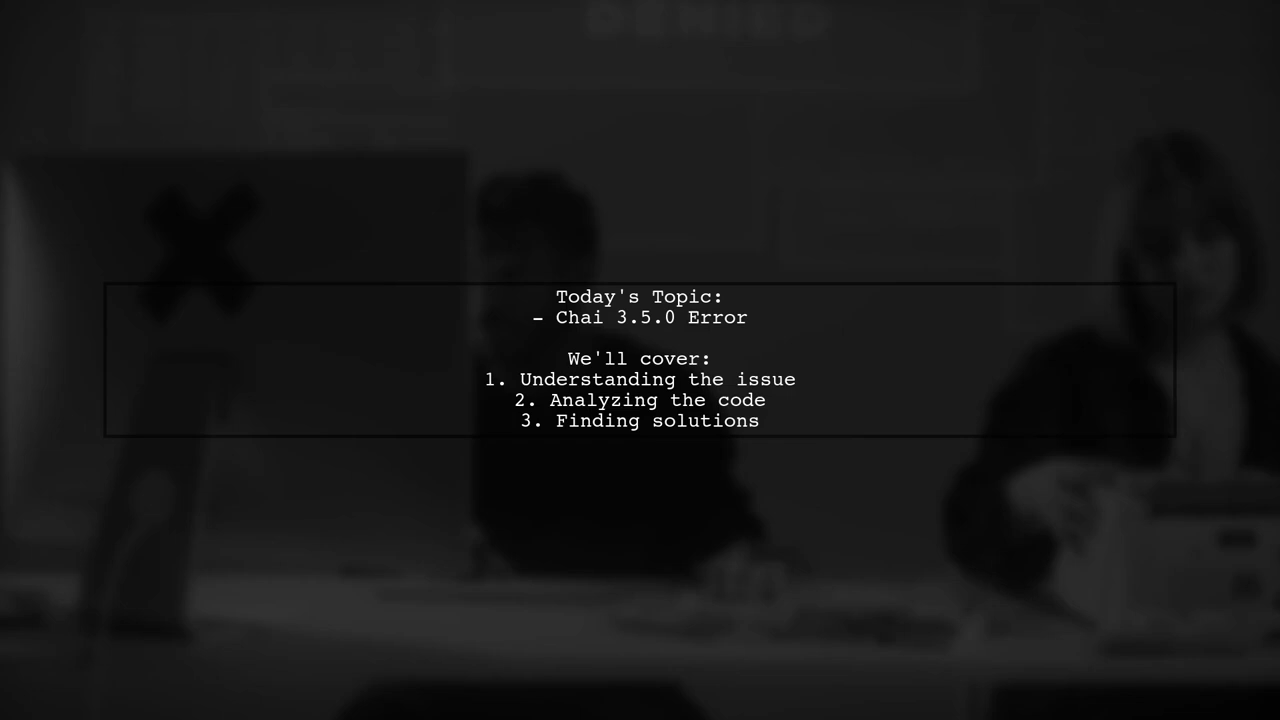 DENIED
Today's Topic:
- Chai 3.5.0 Error
We'll cover:
1. Understanding the issue
2. Analyzing the code
3. Finding solutions